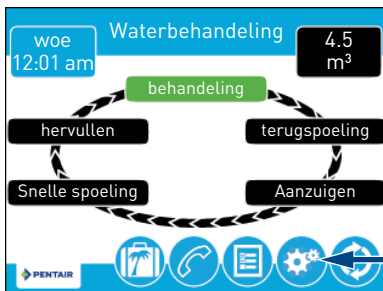 woe
12:01 am
Waterbehandeling
4.5
m³
behandeling
hervullen
terugspoeling
Snelle spoeling
Aanzuigen
PENTAIR